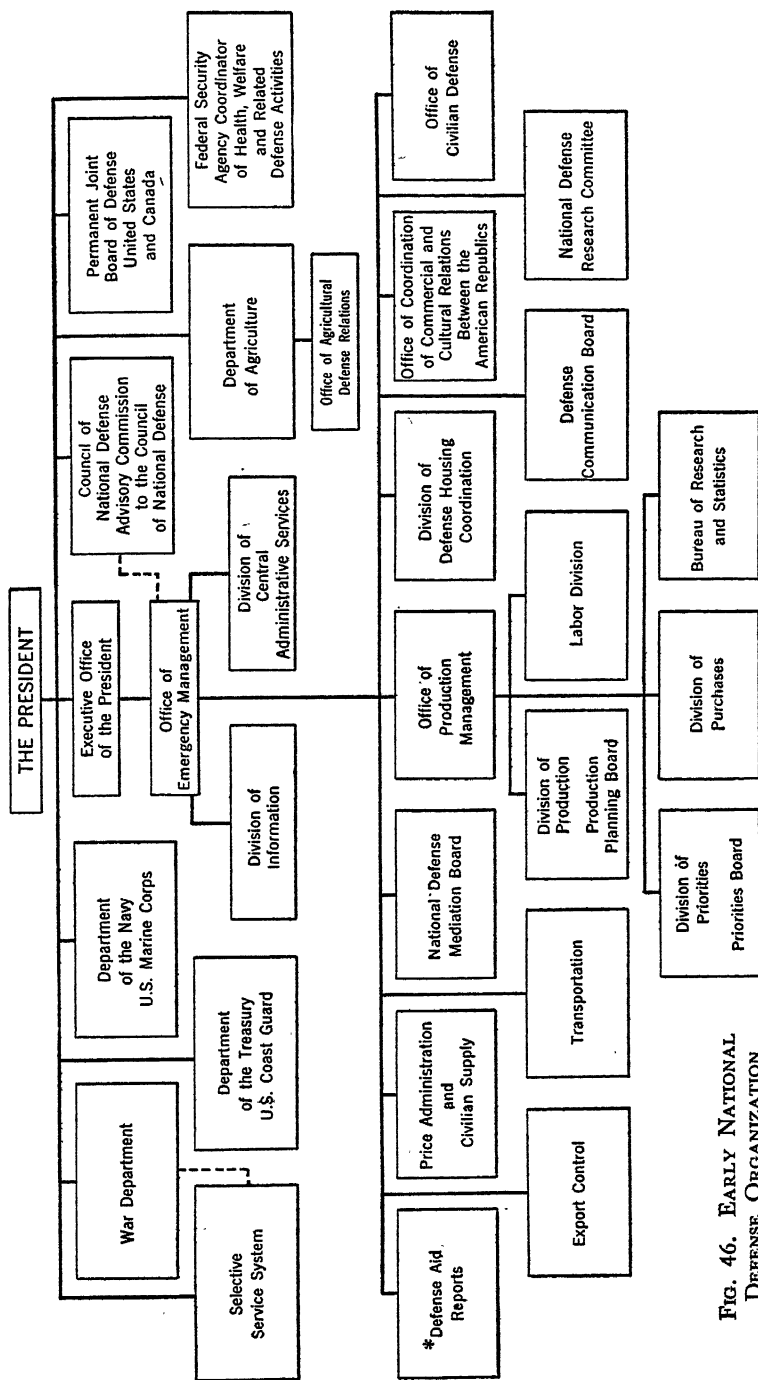 THE PRESIDENT
War Department
Department
of the Navy
U.S. Marine Corps
Executive Office
of the President
Council of
National Defense
Advisory Commission
to the Council
of National Defense
Permanent Joint
Board of Defense
United States
and Canada
Selective
Service System
Department
of the Treasury
U.S. Coast Guard
Office of
Emergency Management
Department
of Agriculture
Federal Security
Agency Coordinator
of Health, Welfare
and Related
Defense Activities
Division of
Information
Division of
Central
Administrative Services
Office of Agricultural
Defense Relations
*Defense Aid
Reports
Price Administration
and
Civilian Supply
National Defense
Mediation Board
Office of
Production
Management
Division of
Defense Housing
Coordination
Office of Coordination
of Commercial and
Cultural Relations
Between the
American Republics
Office of
Civilian Defense
Export Control
Transportation
Division of
Production
Production
Planning Board
Labor Division
Defense
Communication Board
National Defense
Research Committee
Division of
Priorities
Priorities Board
Division of
Purchases
Bureau of Research
and Statistics
FIG. 46. EARLY NATIONAL
DEFENSE ORGANIZATION